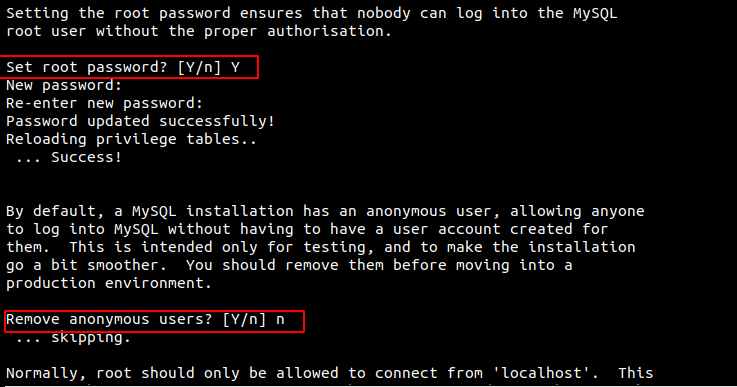 Setting the root password ensures that nobody can log into the MySQL
root user without the proper authorisation.
Set root password? [Y/n] Y
New password:
Re-enter new password:
Password updated successfully!
Reloading privilege tables..
... Success!
By default, a MySQL installation has an anonymous user, allowing anyone
to log into MySQL without having to have a user account created for
them. This is intended only for testing, and to make the installation
go a bit smoother. You should remove them before moving into a
production environment.
Remove anonymous users? [Y/n] n
... skipping.
Normally, root should only be allowed to connect from 'localhost'. This